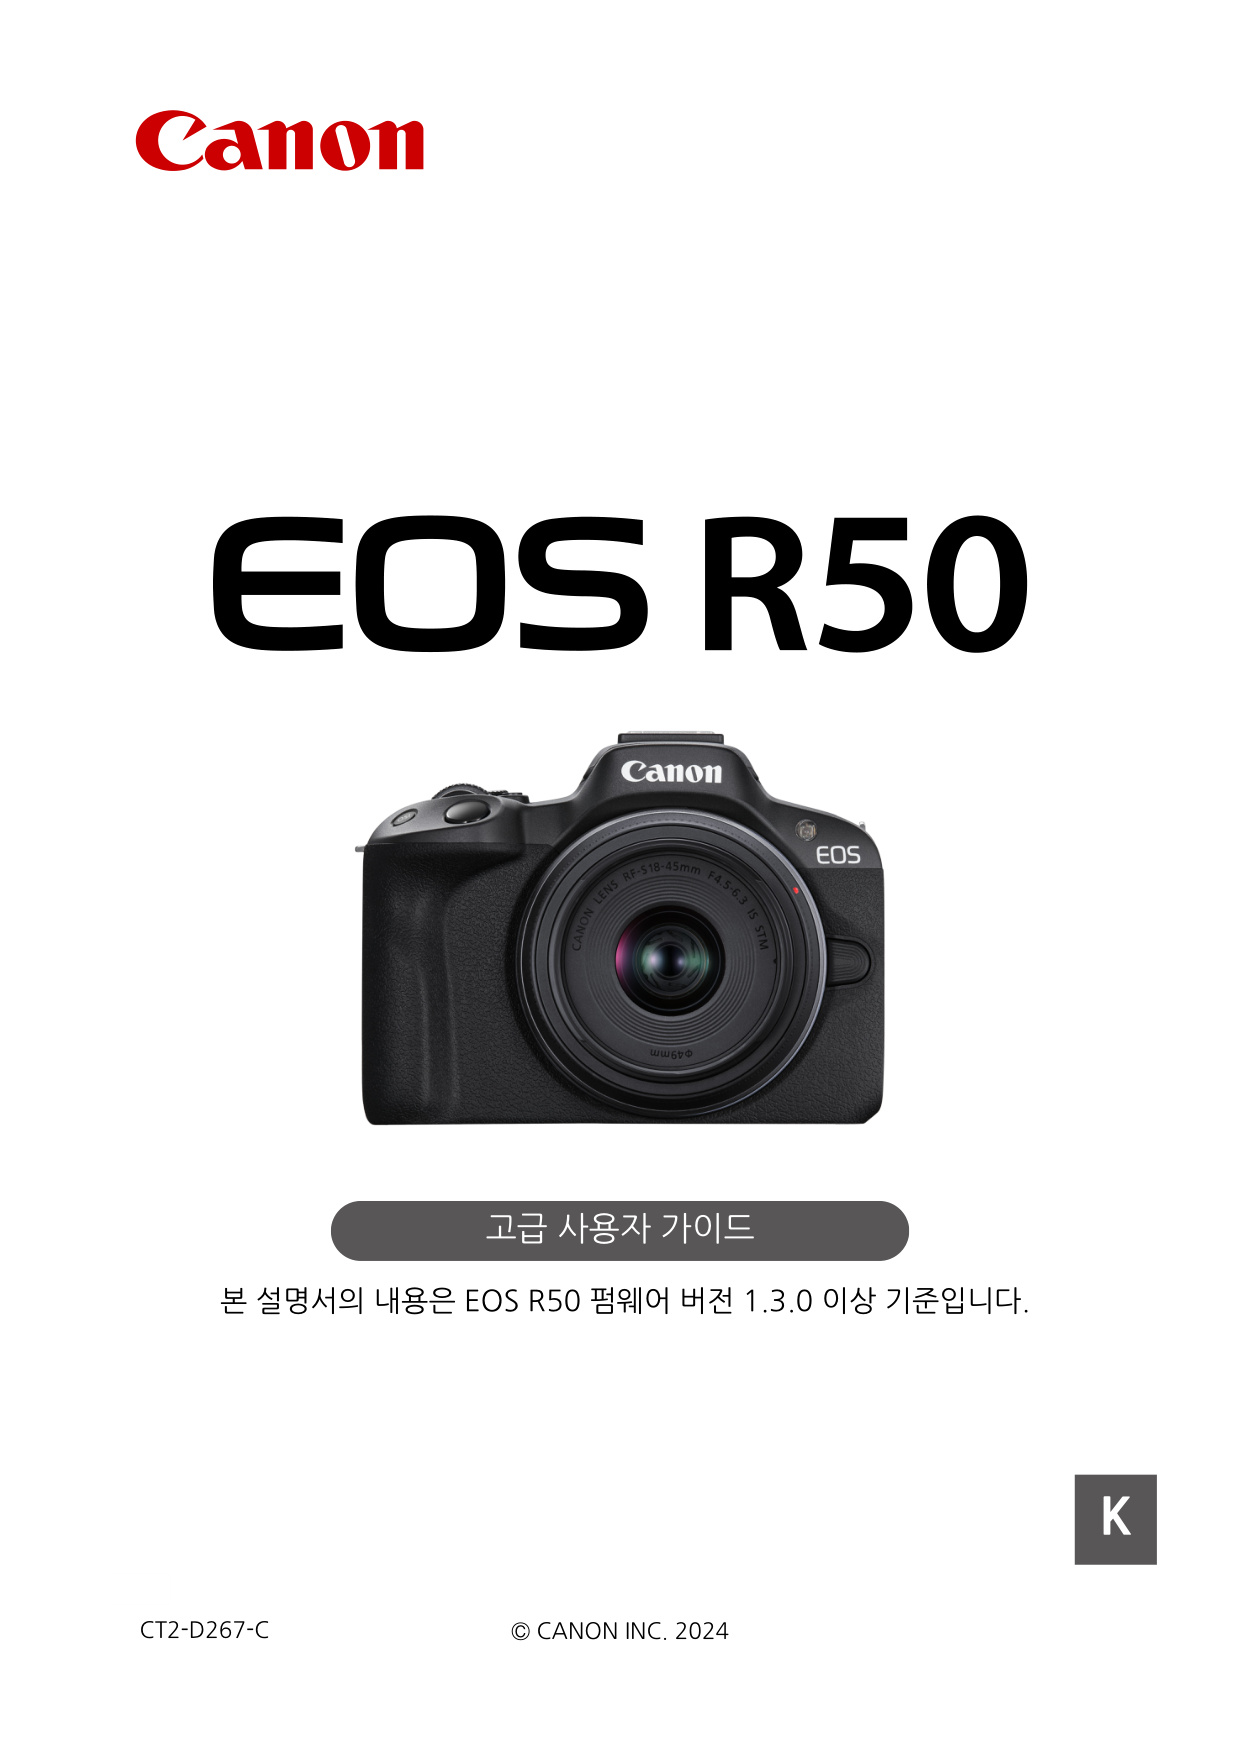 Canon
EOS R50
Canon
EOS
CANON LENS RF-S18-45mm F4.5-6.3 IS STM
φ49mm
고급 사용자 가이드
본 설명서의 내용은 EOS R50 펌웨어 버전 1.3.0 이상 기준입니다.
K
CT2-D267-C
© CANON INC. 2024